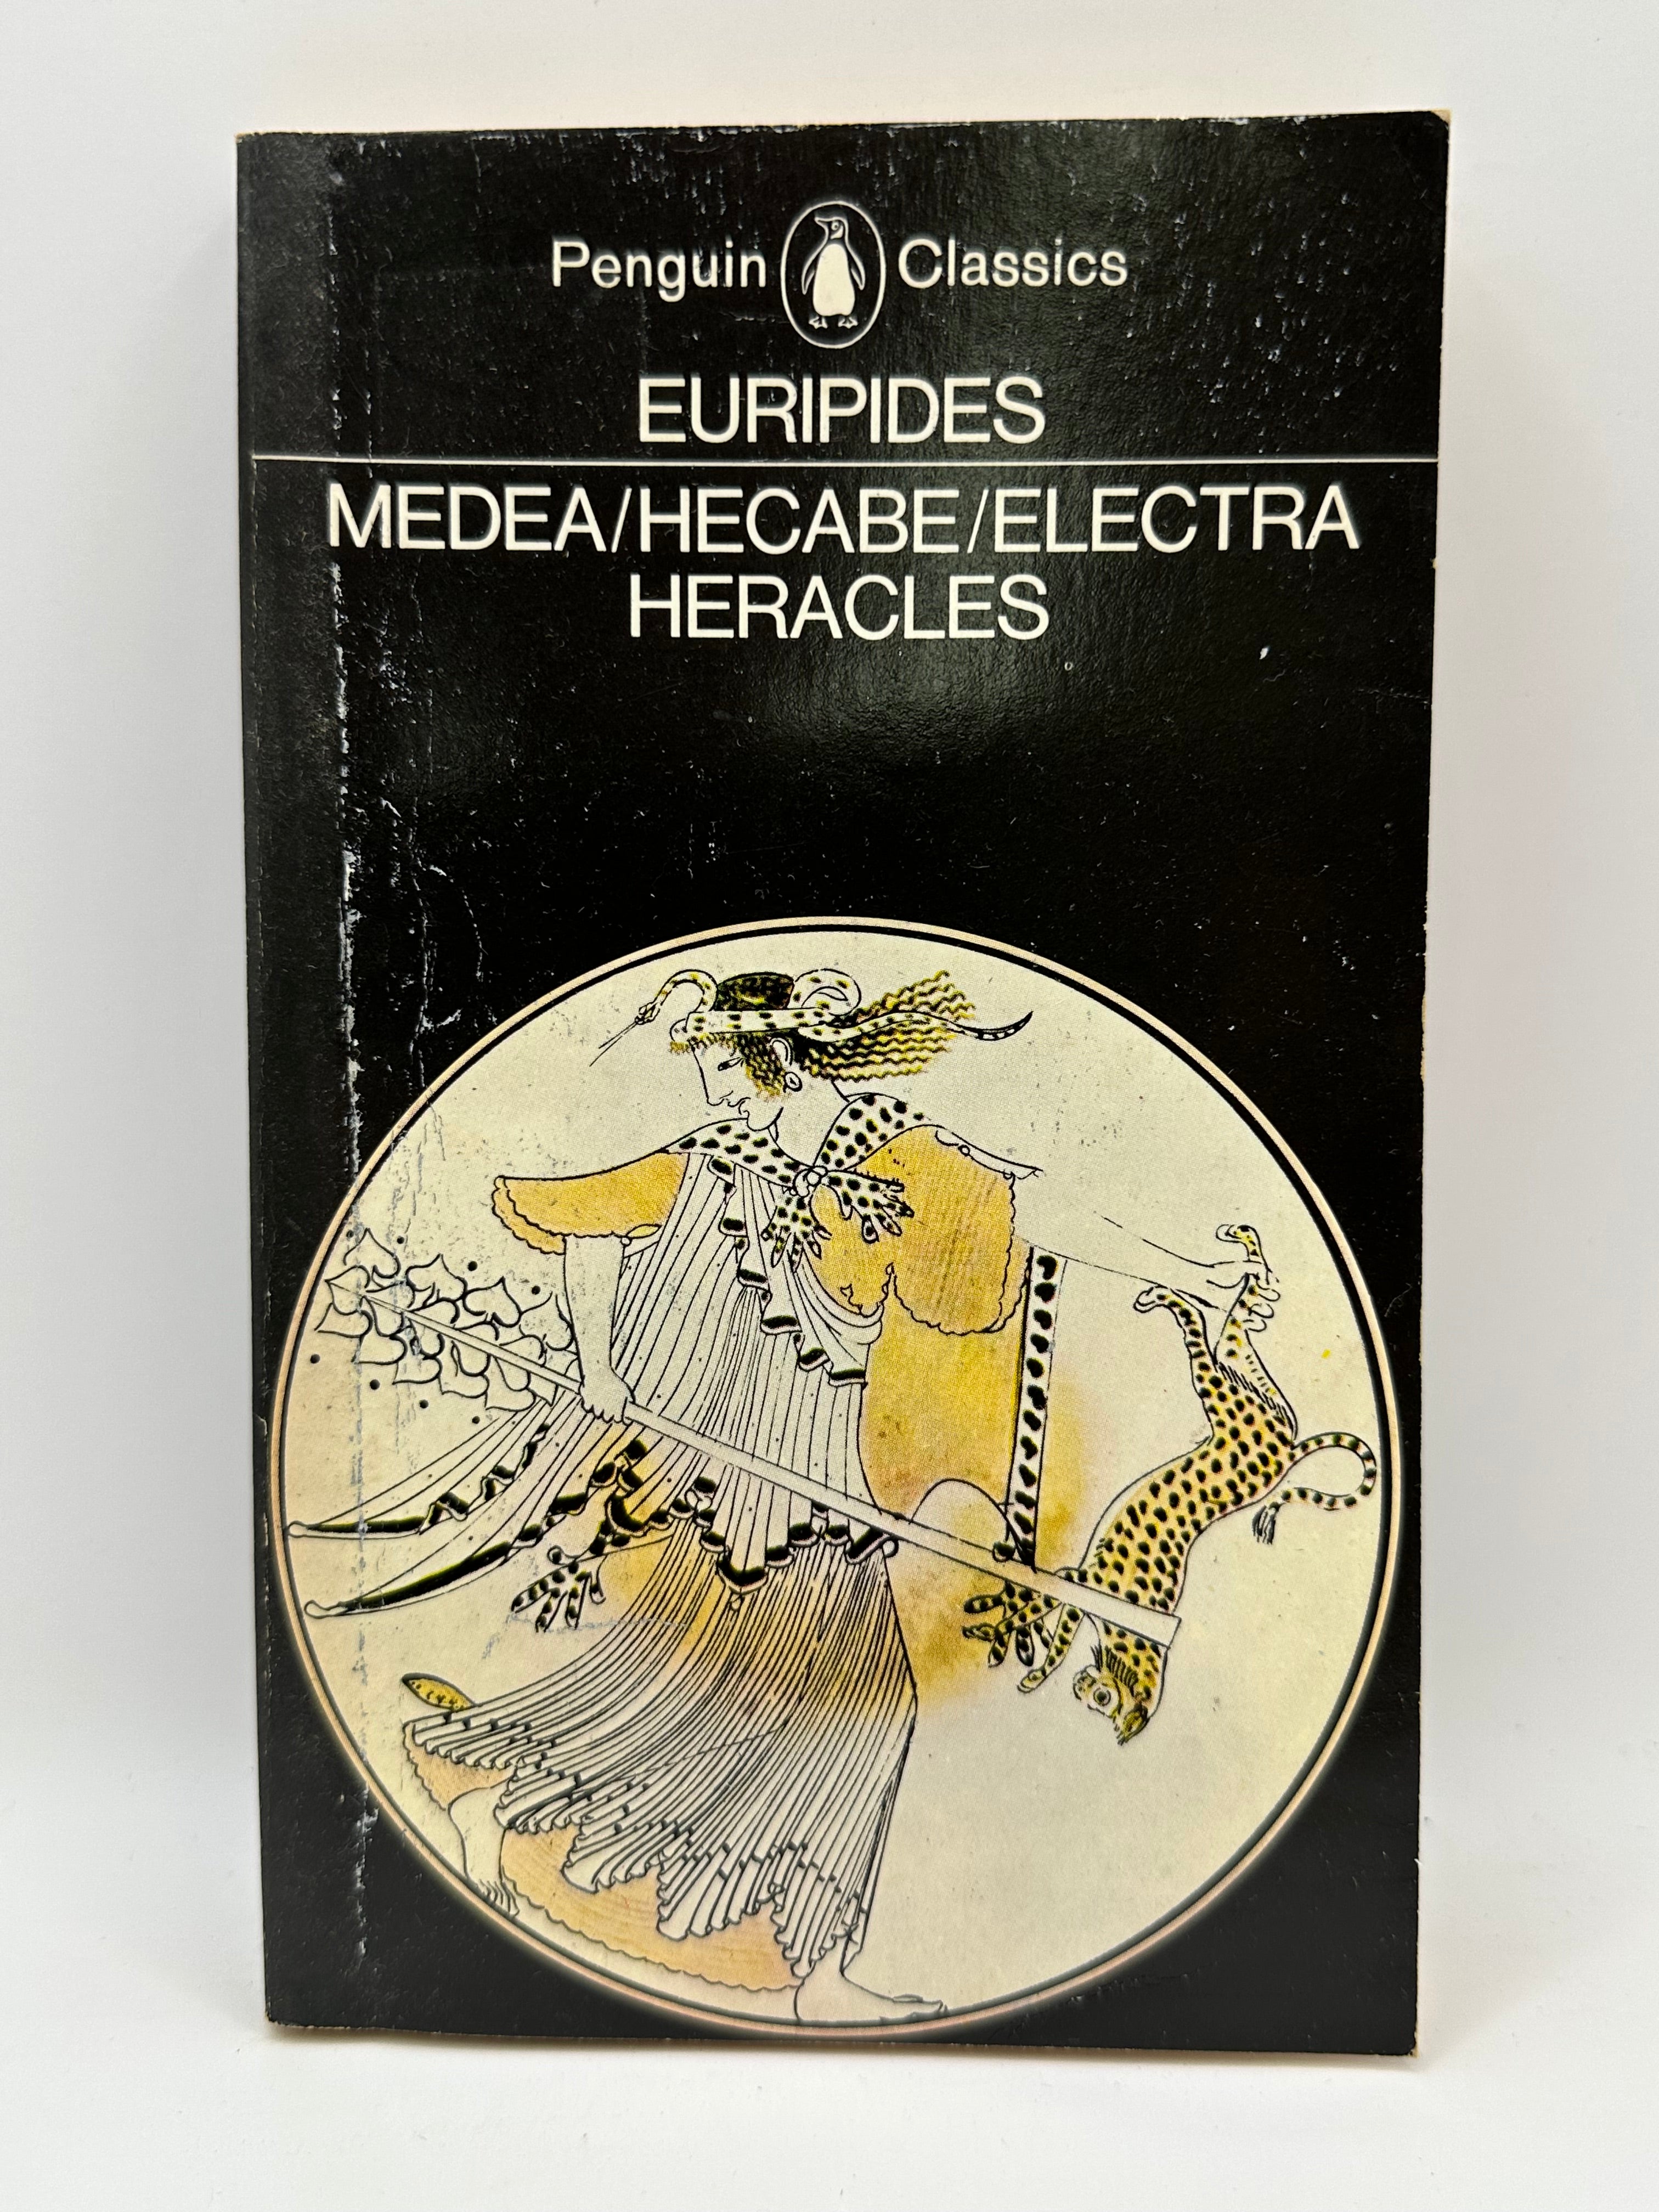 Penguin Classics
EURIPIDES
MEDEA/HECABE/ELECTRA
HERACLES